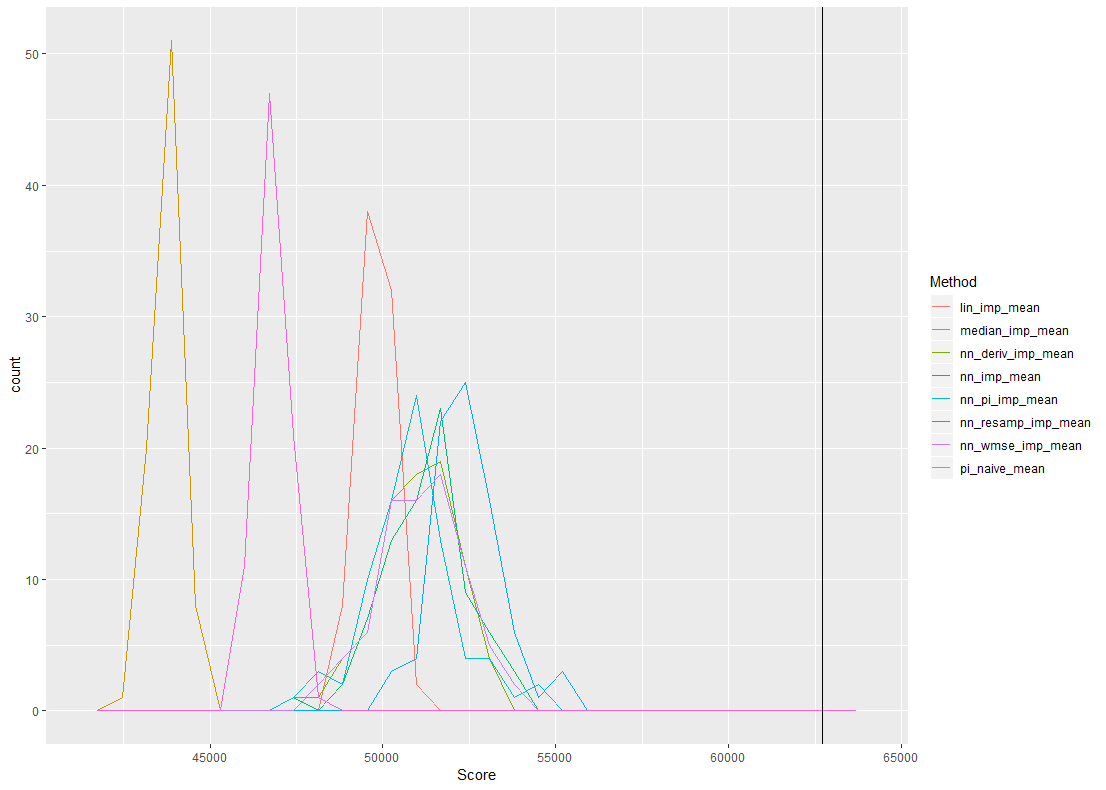 50
40
30
20
10
0
count
45000
50000
55000
60000
65000
Score
Method
lin_imp_mean
median_imp_mean
nn_deriv_imp_mean
nn_imp_mean
nn_pi_imp_mean
nn_resamp_imp_mean
nn_wmse_imp_mean
pi_naive_mean